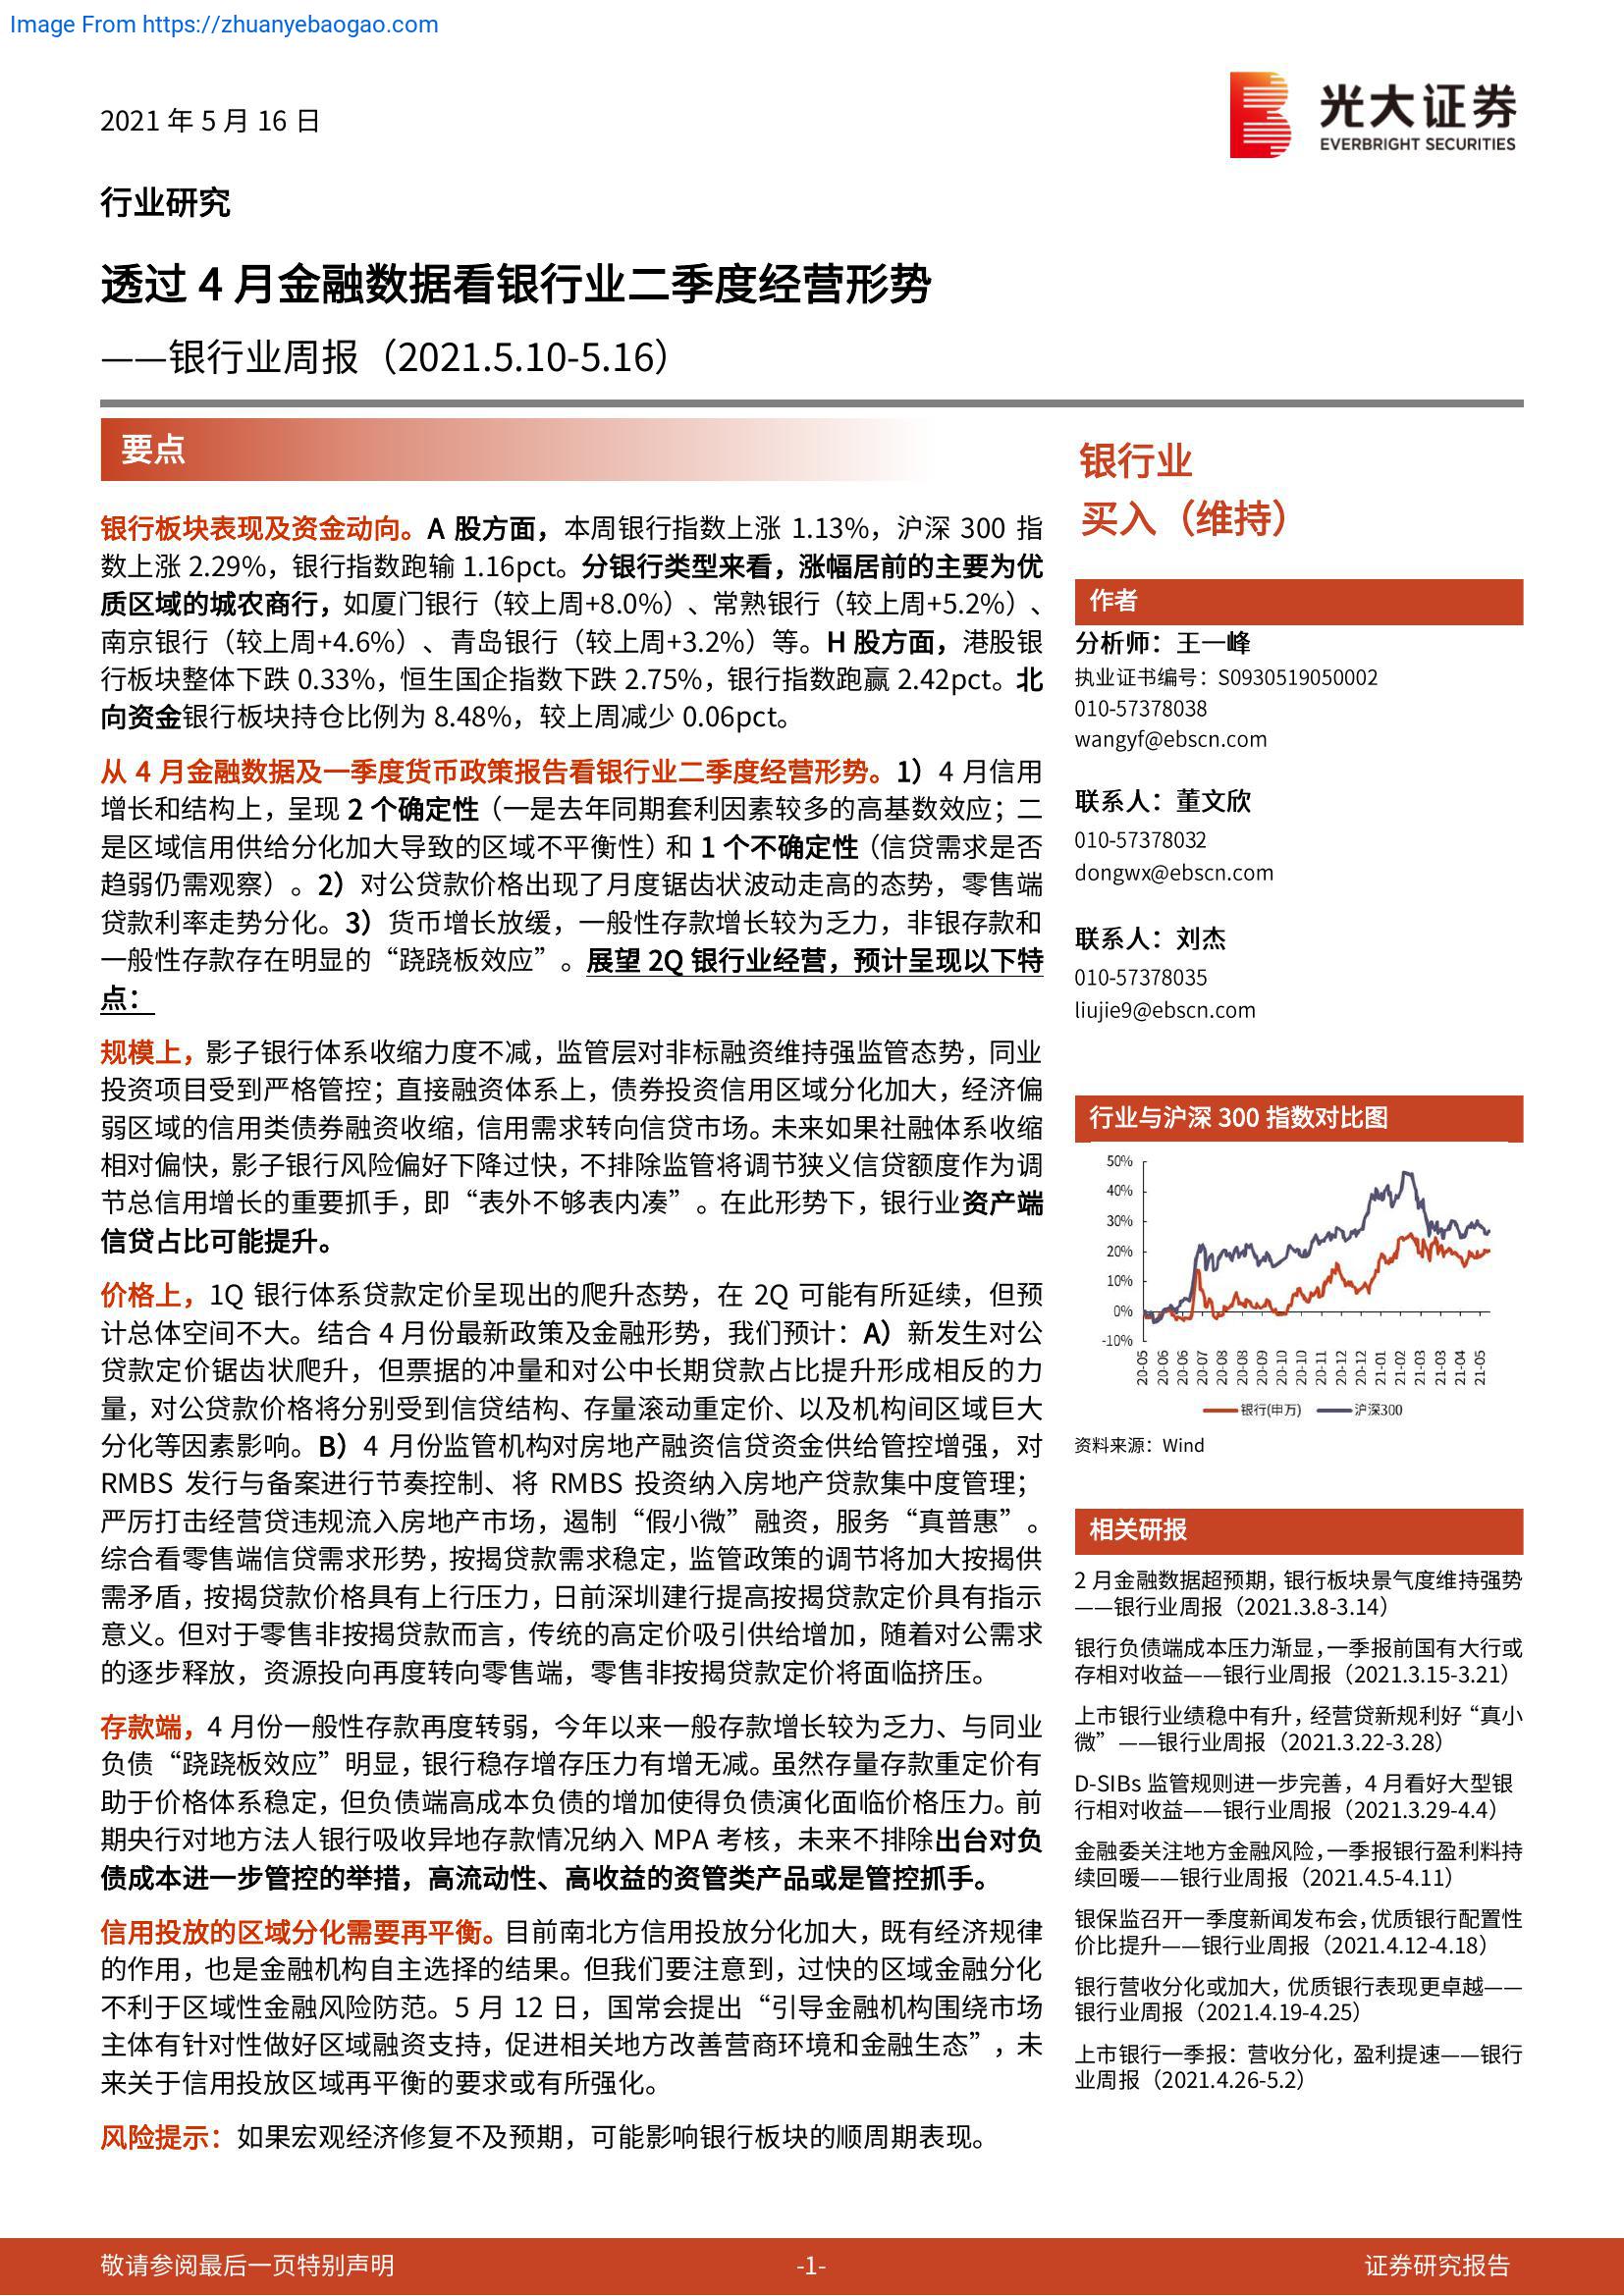 Image From https://zhuanyebaogao.com
2021 年 5 月 16 日
光大证券
EVERBRIGHT SECURITIES
行业研究
透过 4 月金融数据看银行业二季度经营形势
——银行业周报（2021.5.10-5.16）
要点
银行板块表现及资金动向。A 股方面，本周银行指数上涨 1.13%，沪深 300 指
数上涨 2.29%，银行指数跑输 1.16pct。分银行类型来看，涨幅居前的主要为优
质区域的城农商行，如厦门银行（较上周+8.0%）、常熟银行（较上周+5.2%）、
南京银行（较上周+4.6%）、青岛银行（较上周+3.2%）等。H 股方面，港股银
行板块整体下跌 0.33%，恒生国企指数下跌 2.75%，银行指数跑赢 2.42pct。北
向资金银行板块持仓比例为 8.48%，较上周减少 0.06pct。
从 4 月金融数据及一季度货币政策报告看银行业二季度经营形势。1）4 月信用
增长和结构上，呈现 2 个确定性（一是去年同期套利因素较多的高基数效应；二
是区域信用供给分化加大导致的区域不平衡性）和 1 个不确定性（信贷需求是否
趋弱仍需观察）。2）对公贷款价格出现了月度锯齿状波动走高的态势，零售端
贷款利率走势分化。3）货币增长放缓，一般性存款增长较为乏力，非银存款和
一般性存款存在明显的“跷跷板效应”。展望 2Q 银行业经营，预计呈现以下特
点：
规模上，影子银行体系收缩力度不减，监管层对非标融资维持强监管态势，同业
投资项目受到严格管控；直接融资体系上，债券投资信用区域分化加大，经济偏
弱区域的信用类债券融资收缩，信用需求转向信贷市场。未来如果社融体系收缩
相对偏快，影子银行风险偏好下降过快，不排除监管将调节狭义信贷额度作为调
节总信用增长的重要抓手，即“表外不够表内凑”。在此形势下，银行业资产端
信贷占比可能提升。
价格上，1Q 银行体系贷款定价呈现出的爬升态势，在 2Q 可能有所延续，但预
计总体空间不大。结合 4 月份最新政策及金融形势，我们预计：A）新发生对公
贷款定价锯齿状爬升，但票据的冲量和对公中长期贷款占比提升形成相反的力
量，对公贷款价格将分别受到信贷结构、存量滚动重定价、以及机构间区域巨大
分化等因素影响。B）4 月份监管机构对房地产融资信贷资金供给管控增强，对
RMBS 发行与备案进行节奏控制、将 RMBS 投资纳入房地产贷款集中度管理；
严厉打击经营贷违规流入房地产市场，遏制“假小微”融资，服务“真普惠”。
综合看零售端信贷需求形势，按揭贷款需求稳定，监管政策的调节将加大按揭供
需矛盾，按揭贷款价格具有上行压力，日前深圳建行提高按揭贷款定价具有指示
意义。但对于零售非按揭贷款而言，传统的高定价吸引供给增加，随着对公需求
的逐步释放，资源投向再度转向零售端，零售非按揭贷款定价将面临挤压。
存款端，4 月份一般性存款再度转弱，今年以来一般存款增长较为乏力、与同业
负债“跷跷板效应”明显，银行稳存增存压力有增无减。虽然存量存款重定价有
助于价格体系稳定，但负债端高成本负债的增加使得负债演化面临价格压力。前
期央行对地方法人银行吸收异地存款情况纳入 MPA 考核，未来不排除出台对负
债成本进一步管控的举措，高流动性、高收益的资管类产品或是管控抓手。
信用投放的区域分化需要再平衡。目前南北方信用投放分化加大，既有经济规律
的作用，也是金融机构自主选择的结果。但我们要注意到，过快的区域金融分化
不利于区域性金融风险防范。5 月 12 日，国常会提出“引导金融机构围绕市场
主体有针对性做好区域融资支持，促进相关地方改善营商环境和金融生态”，未
来关于信用投放区域再平衡的要求或有所强化。
风险提示：如果宏观经济修复不及预期，可能影响银行板块的顺周期表现。
银行业
买入（维持）
作者
分析师：王一峰
执业证书编号：S0930519050002
010-57378038
wangyf@ebscn.com
联系人：董文欣
010-57378032
dongwx@ebscn.com
联系人：刘杰
010-57378035
liujie9@ebscn.com
行业与沪深 300 指数对比图
50%
40%
30%
20%
10%
0%
-10%
20-05 20-06 20-06 20-07 20-08 20-08 20-09 20-10 20-10 20-11 20-12 20-12 21-01 21-02 21-03 21-03 21-04 21-05
银行(申万) 沪深300
资料来源：Wind
相关研报
2 月金融数据超预期，银行板块景气度维持强势
——银行业周报（2021.3.8-3.14）
银行负债端成本压力渐显，一季报前国有大行或
存相对收益——银行业周报（2021.3.15-3.21）
上市银行业绩稳中有升，经营贷新规利好“真小
微”——银行业周报（2021.3.22-3.28）
D-SIBs 监管规则进一步完善，4 月看好大型银
行相对收益——银行业周报（2021.3.29-4.4）
金融委关注地方金融风险，一季报银行盈利料持
续回暖——银行业周报（2021.4.5-4.11）
银保监召开一季度新闻发布会，优质银行配置性
价比提升——银行业周报（2021.4.12-4.18）
银行营收分化或加大，优质银行表现更卓越——
银行业周报（2021.4.19-4.25）
上市银行一季报：营收分化，盈利提速——银行
业周报（2021.4.26-5.2）
敬请参阅最后一页特别声明
-1-
证券研究报告